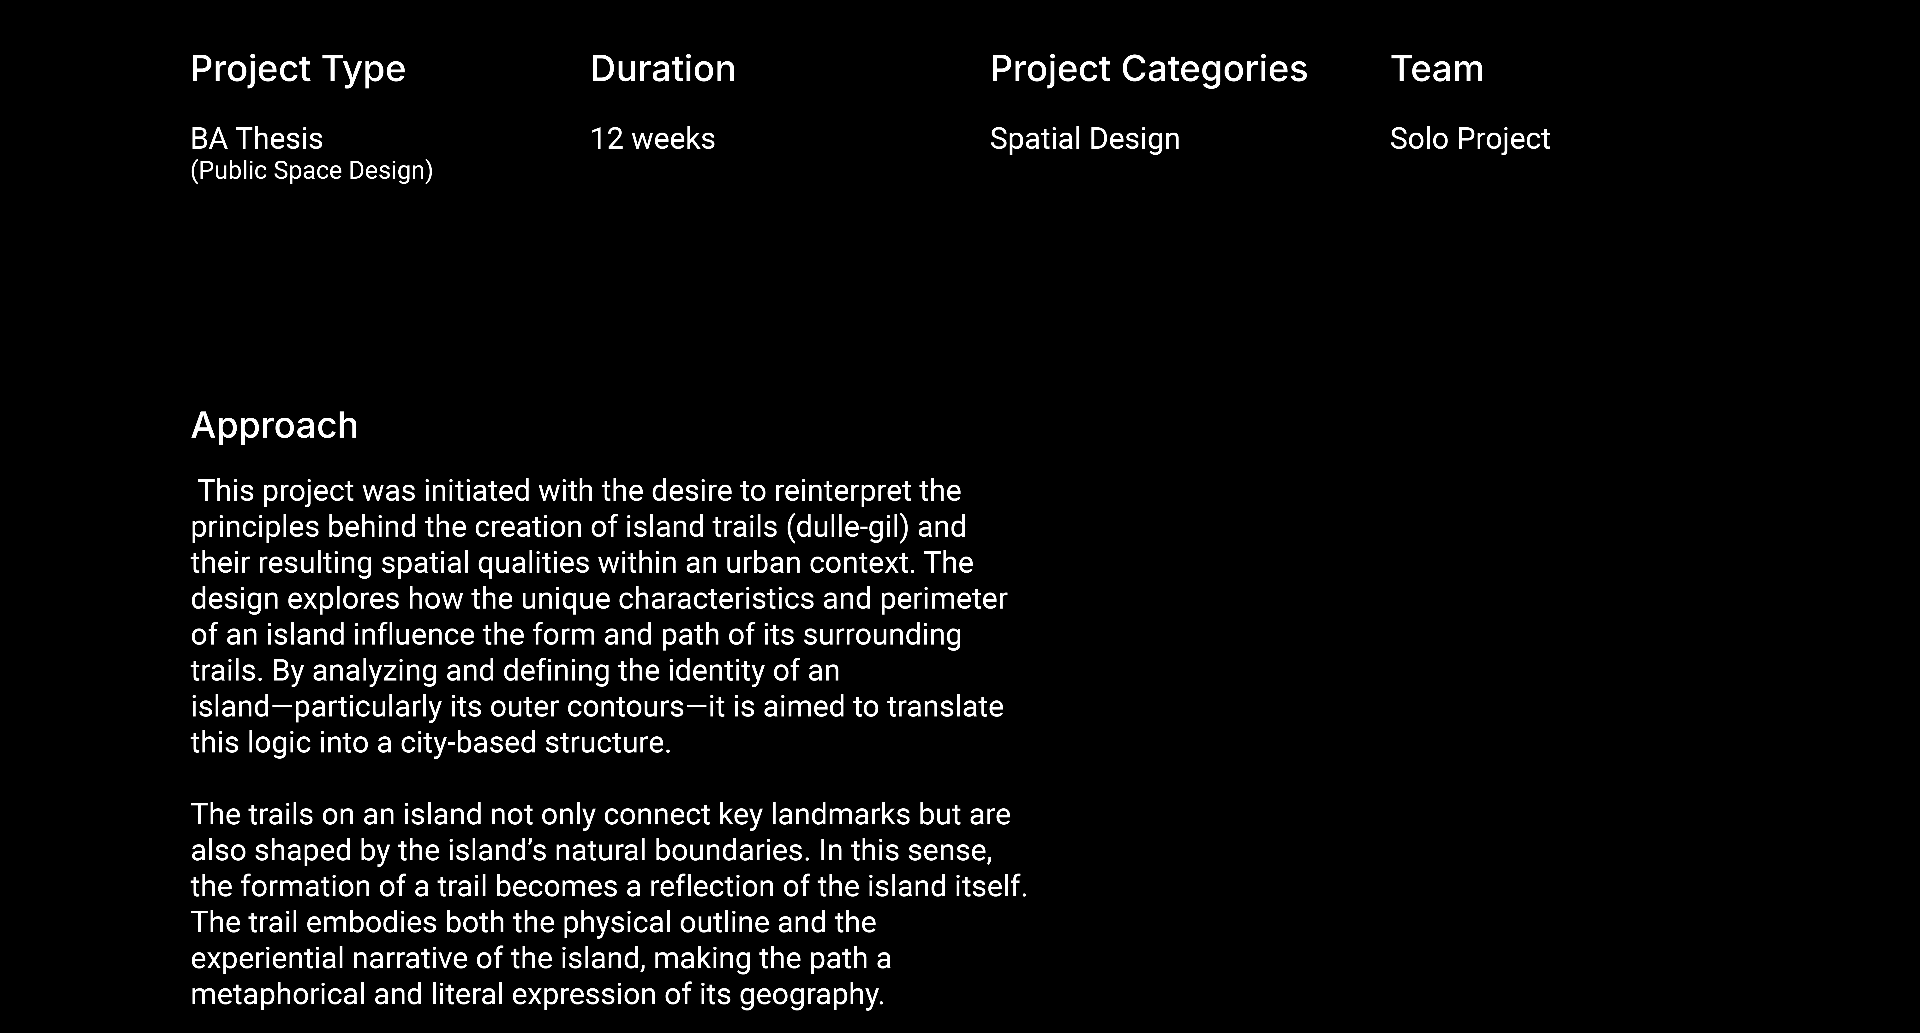 Project Type
Duration
Project Categories
Team
BA Thesis
(Public Space Design)
12 weeks
Spatial Design
Solo Project
Approach
This project was initiated with the desire to reinterpret the
principles behind the creation of island trails (dulle-gil) and
their resulting spatial qualities within an urban context. The
design explores how the unique characteristics and perimeter
of an island influence the form and path of its surrounding
trails. By analyzing and defining the identity of an
island—particularly its outer contours—it is aimed to translate
this logic into a city-based structure.
The trails on an island not only connect key landmarks but are
also shaped by the island’s natural boundaries. In this sense,
the formation of a trail becomes a reflection of the island itself.
The trail embodies both the physical outline and the
experiential narrative of the island, making the path a
metaphorical and literal expression of its geography.